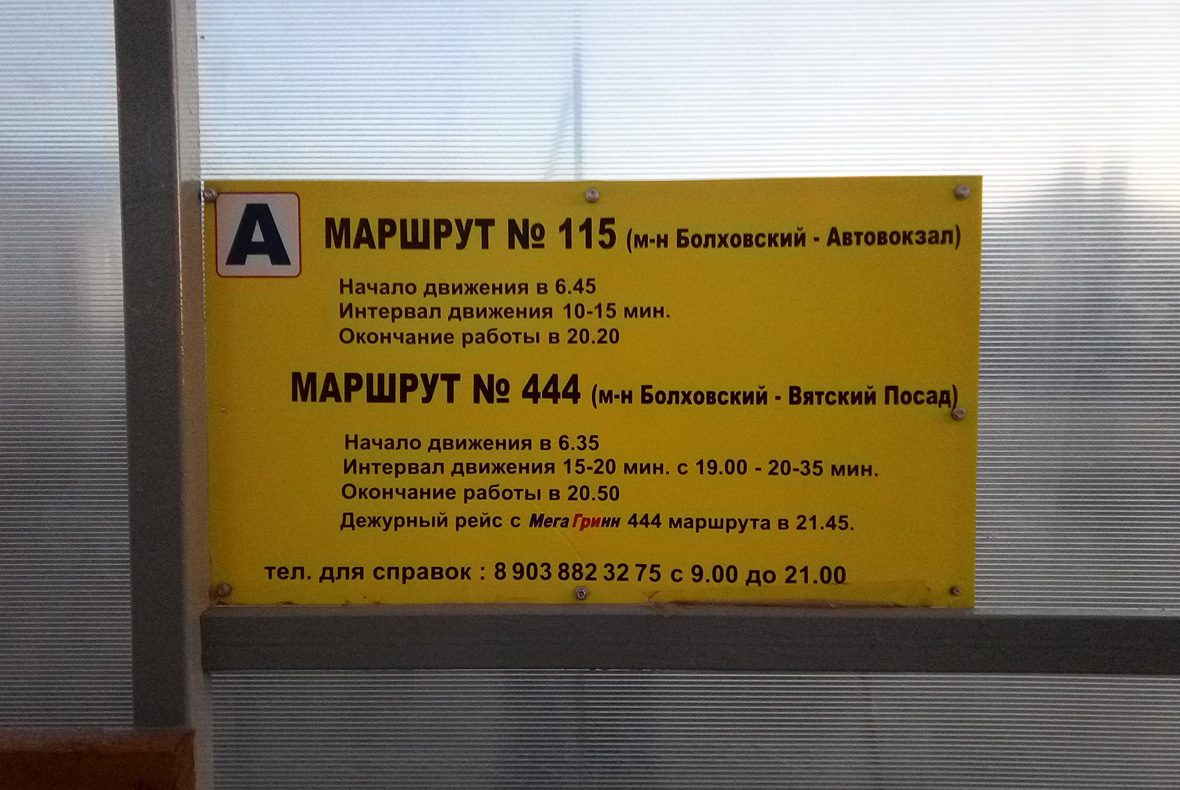 А
МАРШРУТ № 115 (м-н Болховский - Автовокзал)
Начало движения в 6.45
Интервал движения 10-15 мин.
Окончание работы в 20.20
МАРШРУТ № 444 (м-н Болховский - Вятский Посад)
Начало движения в 6.35
Интервал движения 15-20 мин. с 19.00 - 20-35 мин.
Окончание работы в 20.50
Дежурный рейс с МегаГринн 444 маршрута в 21.45.
тел. для справок : 8 903 882 32 75 с 9.00 до 21.00